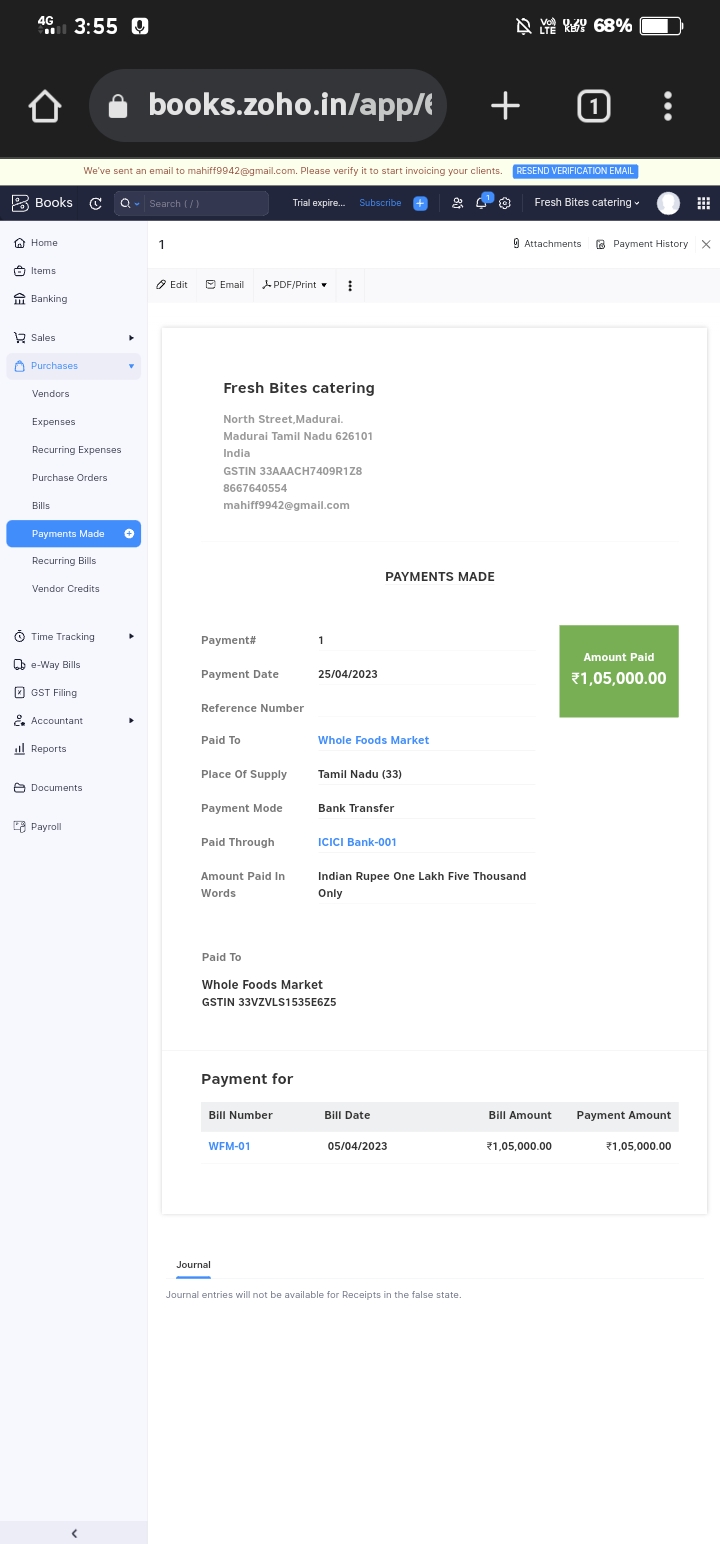 4G 3:55 Vo) LTE 0.20 KB/s 68%
books.zoho.in/app/6
1
We've sent an email to mahiff9942@gmail.com. Please verify it to start invoicing your clients. RESEND VERIFICATION EMAIL
Books Search ( / ) Trial expire... Subscribe 1 Fresh Bites catering
Home
Items
Banking
Sales
Purchases
Vendors
Expenses
Recurring Expenses
Purchase Orders
Bills
Payments Made
Recurring Bills
Vendor Credits
Time Tracking
e-Way Bills
GST Filing
Accountant
Reports
Documents
Payroll
1 Attachments Payment History
Edit Email PDF/Print
Fresh Bites catering
North Street,Madurai.
Madurai Tamil Nadu 626101
India
GSTIN 33AAACH7409R1Z8
8667640554
mahiff9942@gmail.com
PAYMENTS MADE
Payment# 1
Payment Date 25/04/2023
Reference Number
Paid To Whole Foods Market
Place Of Supply Tamil Nadu (33)
Payment Mode Bank Transfer
Paid Through ICICI Bank-001
Amount Paid In Words Indian Rupee One Lakh Five Thousand Only
Amount Paid
₹1,05,000.00
Paid To
Whole Foods Market
GSTIN 33VZVLS1535E6Z5
Payment for
Bill Number Bill Date Bill Amount Payment Amount
WFM-01 05/04/2023 ₹1,05,000.00 ₹1,05,000.00
Journal
Journal entries will not be available for Receipts in the false state.